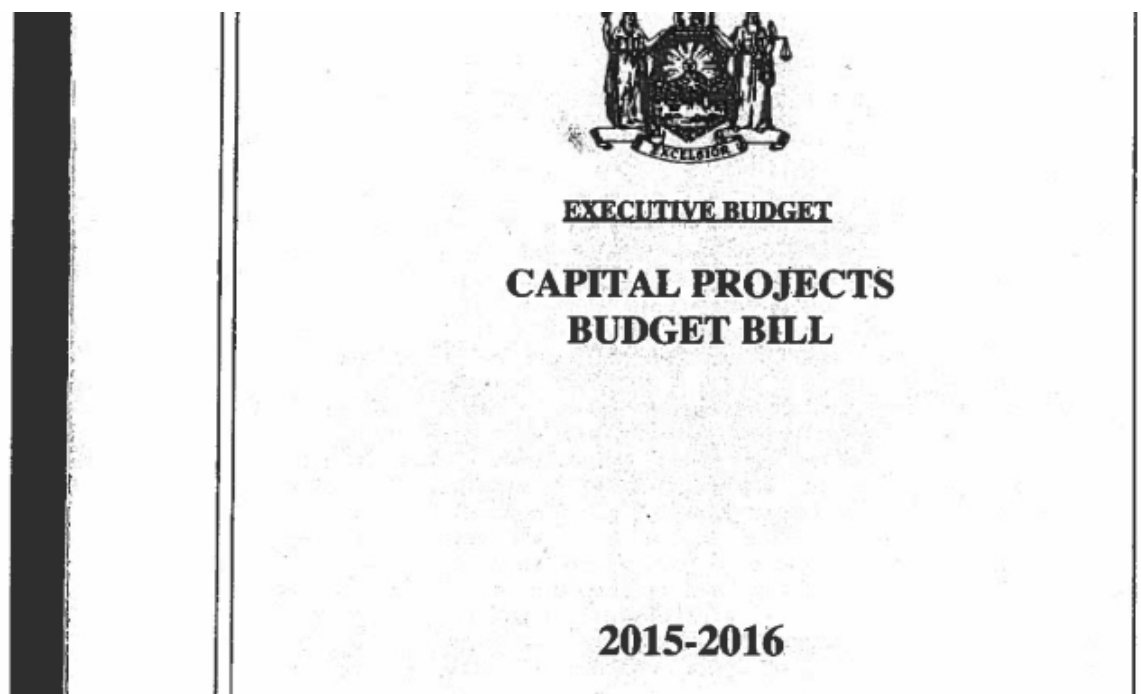 EXCELSIOR
EXECUTIVE BUDGET
CAPITAL PROJECTS
BUDGET BILL
2015-2016